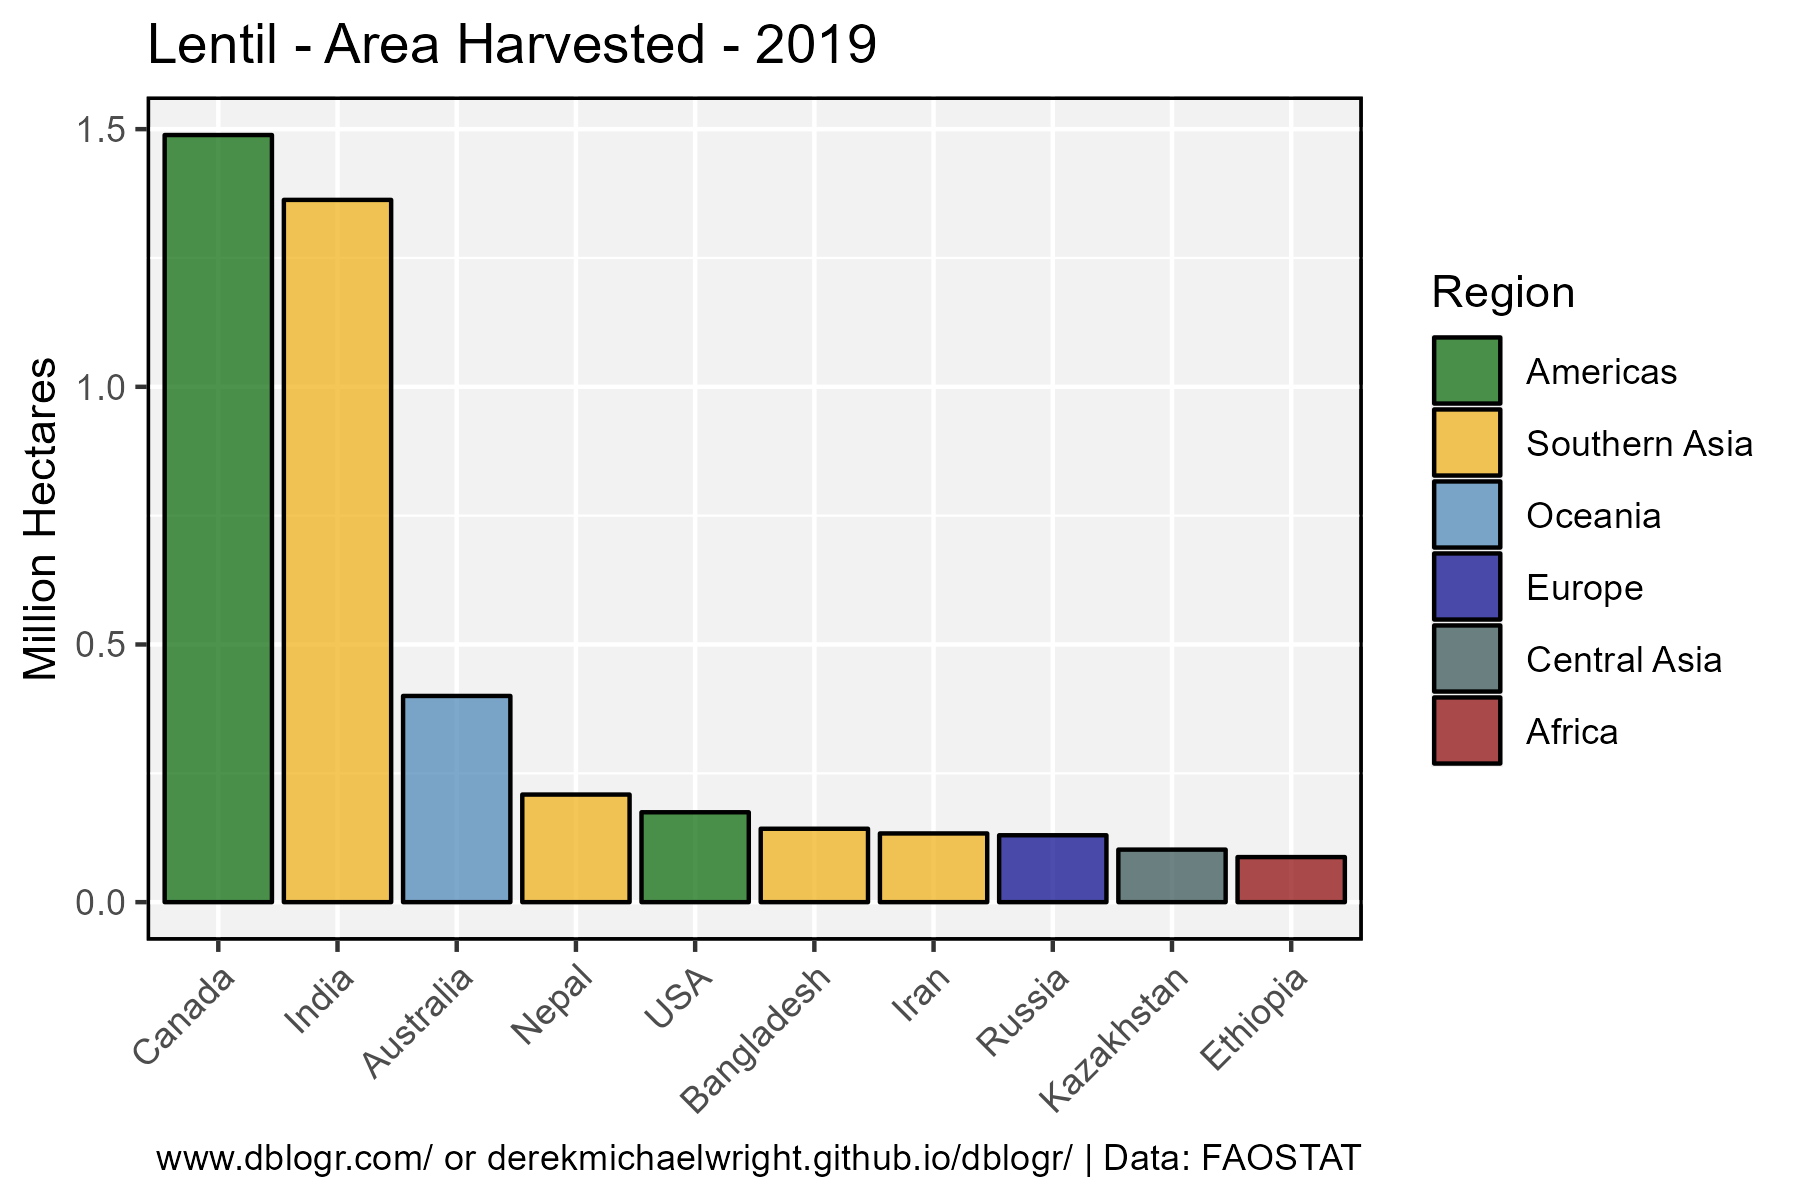 Lentil - Area Harvested - 2019
Million Hectares
1.5
1.0
0.5
0.0
Canada
India
Australia
Nepal
USA
Bangladesh
Iran
Russia
Kazakhstan
Ethiopia
Region
Americas
Southern Asia
Oceania
Europe
Central Asia
Africa
www.dblogr.com/ or derekmichaelwright.github.io/dblogr/ | Data: FAOSTAT